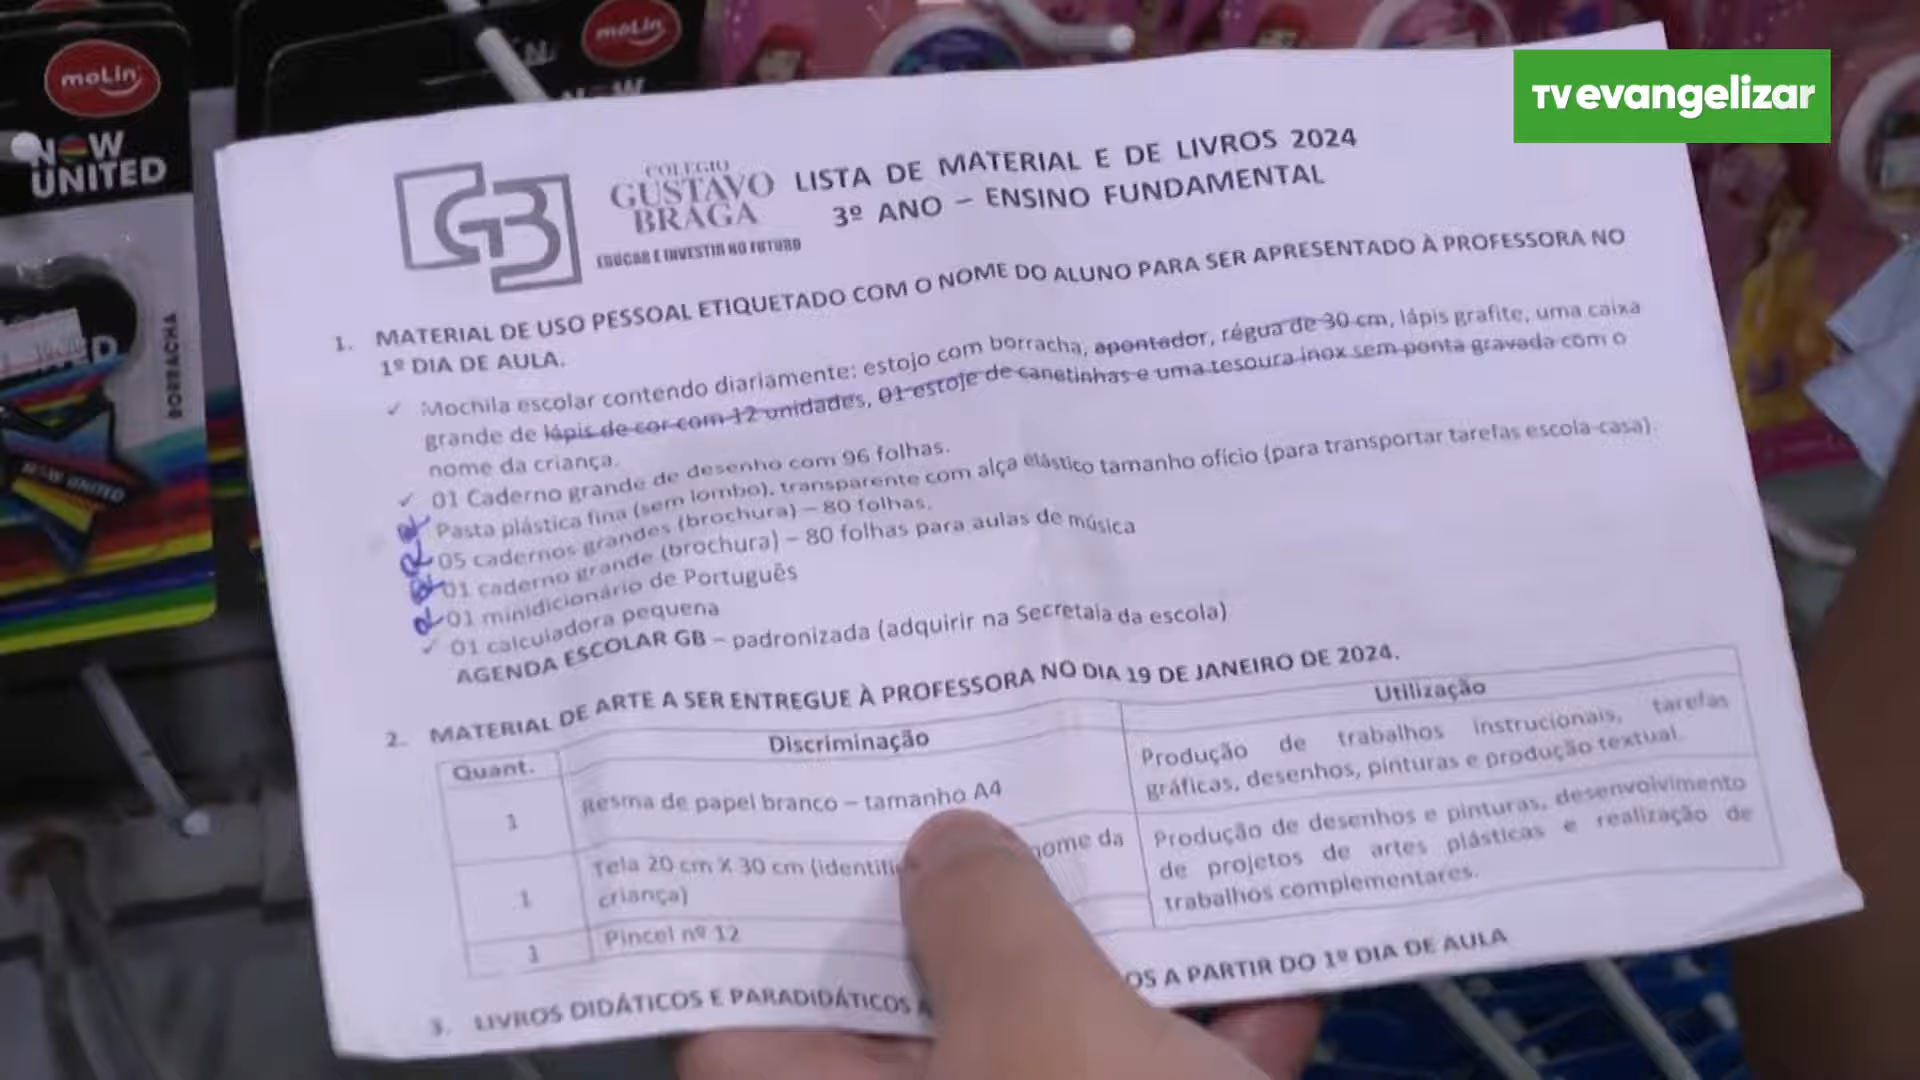 moLin
moLin
TV evangelizar
NOW
UNITED
BORRACHA
NOW UNITED
GB
COLÉGIO
GUSTAVO
BRAGA
EDUCAR E INVESTIR NO FUTURO
LISTA DE MATERIAL E DE LIVROS 2024
3º ANO – ENSINO FUNDAMENTAL
1. MATERIAL DE USO PESSOAL ETIQUETADO COM O NOME DO ALUNO PARA SER APRESENTADO À PROFESSORA NO
1º DIA DE AULA.
✓ Mochila escolar contendo diariamente: estojo com borracha, apontador, régua de 30 cm, lápis grafite, uma caixa
grande de lápis de cor com 12 unidades, 01 estoje de canetinhas e uma tesoura inox sem ponta gravada com o
nome da criança.
✓ 01 Caderno grande de desenho com 96 folhas.
Pasta plástica fina (sem lombo), transparente com alça elástico tamanho ofício (para transportar tarefas escola-casa).
05 cadernos grandes (brochura) – 80 folhas.
01 caderno grande (brochura) – 80 folhas para aulas de música
01 minidicionário de Português
✓ 01 calculadora pequena
AGENDA ESCOLAR GB – padronizada (adquirir na Secretaia da escola)
2. MATERIAL DE ARTE A SER ENTREGUE À PROFESSORA NO DIA 19 DE JANEIRO DE 2024.
Quant. Discriminação Utilização
1 Resma de papel branco – tamanho A4 Produção de trabalhos instrucionais, tarefas
gráficas, desenhos, pinturas e produção textual.
1 Tela 20 cm X 30 cm (identifi nome da
criança)
Produção de desenhos e pinturas, desenvolvimento
de projetos de artes plásticas e realização de
trabalhos complementares.
1 Pincel nº 12
3. LIVROS DIDÁTICOS E PARADIDÁTICOS A OS A PARTIR DO 1º DIA DE AULA